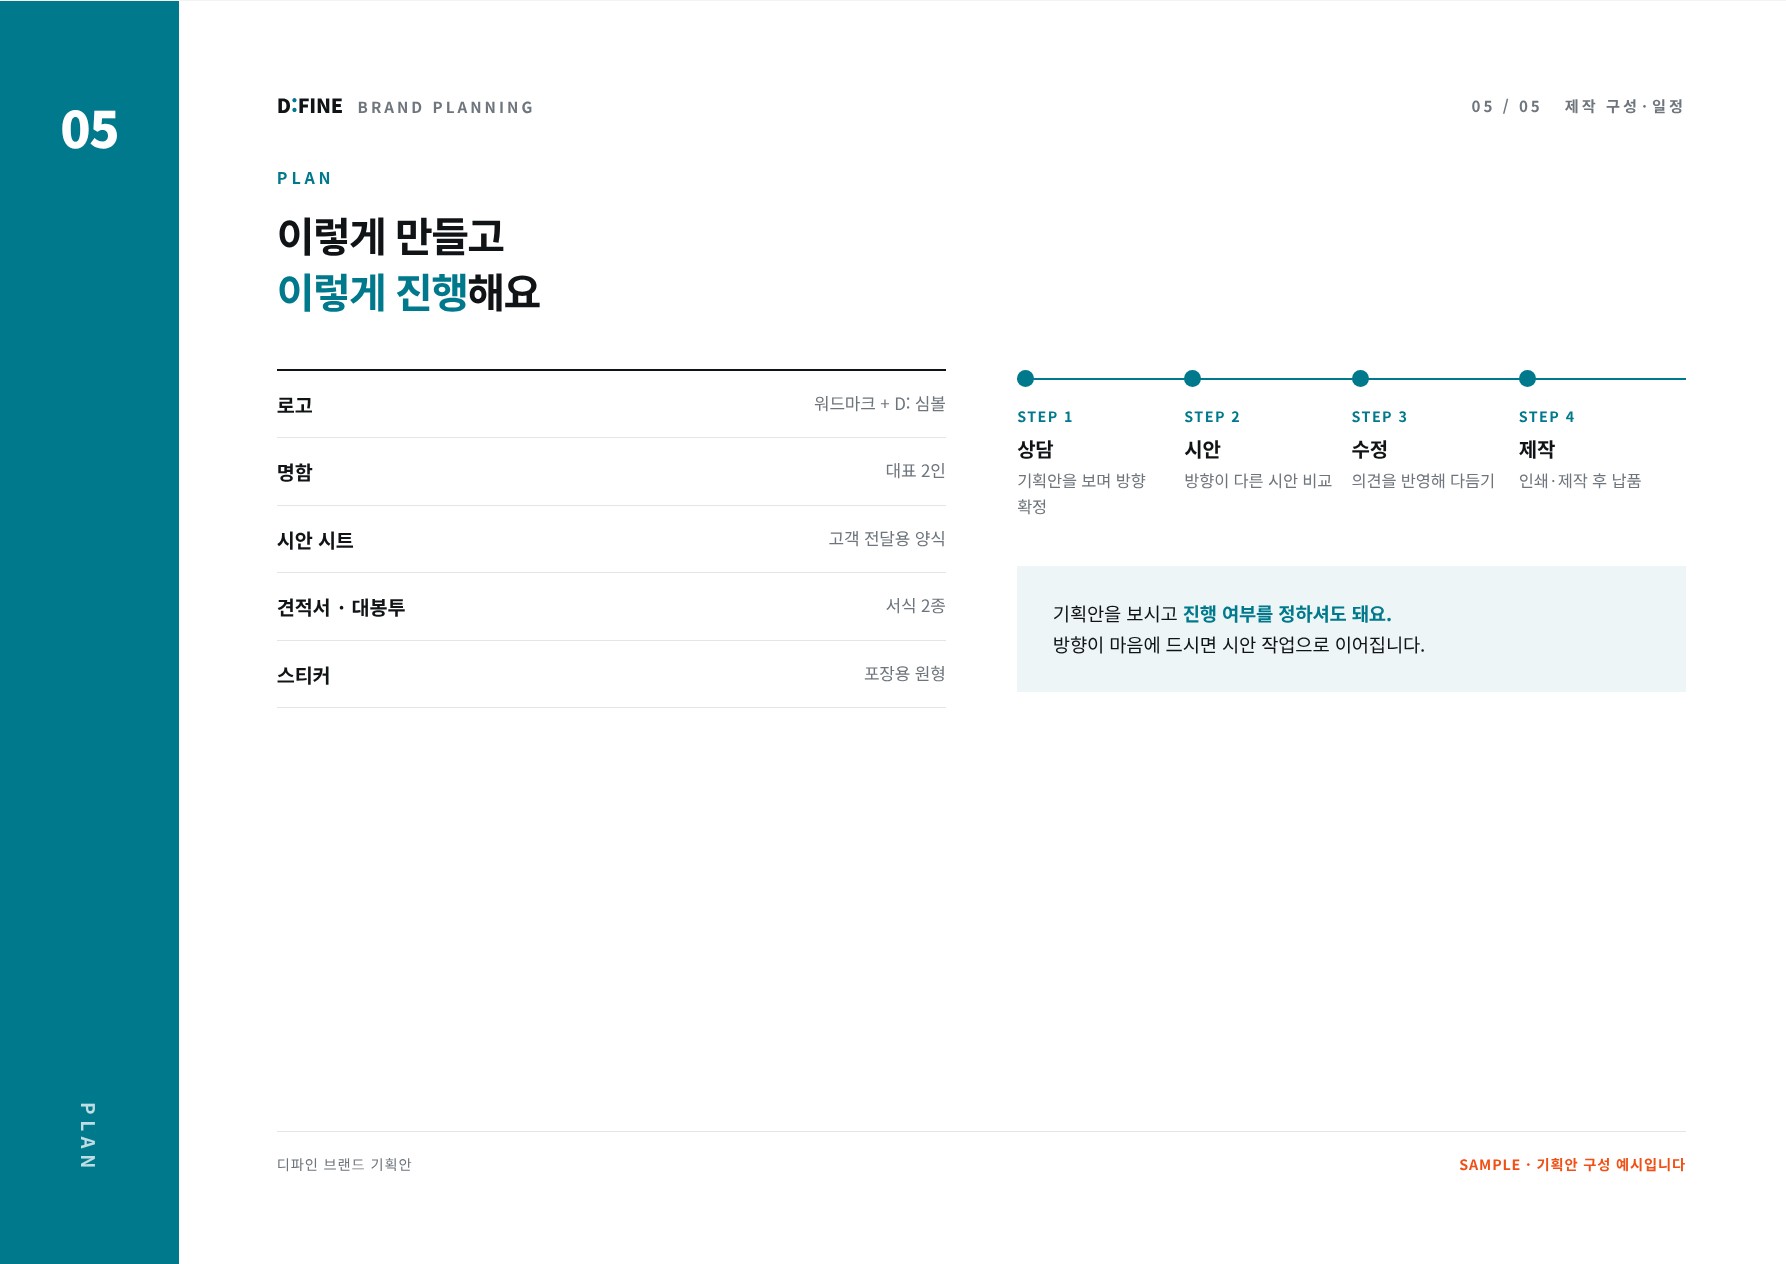 05
D:FINE BRAND PLANNING
05 / 05 제작 구성·일정
PLAN
이렇게 만들고
이렇게 진행해요
로고 워드마크 + D: 심볼
명함 대표 2인
시안 시트 고객 전달용 양식
견적서 · 대봉투 서식 2종
스티커 포장용 원형
STEP 1
상담
기획안을 보며 방향
확정
STEP 2
시안
방향이 다른 시안 비교
STEP 3
수정
의견을 반영해 다듬기
STEP 4
제작
인쇄·제작 후 납품
기획안을 보시고 진행 여부를 정하셔도 돼요.
방향이 마음에 드시면 시안 작업으로 이어집니다.
PLAN
디파인 브랜드 기획안
SAMPLE · 기획안 구성 예시입니다